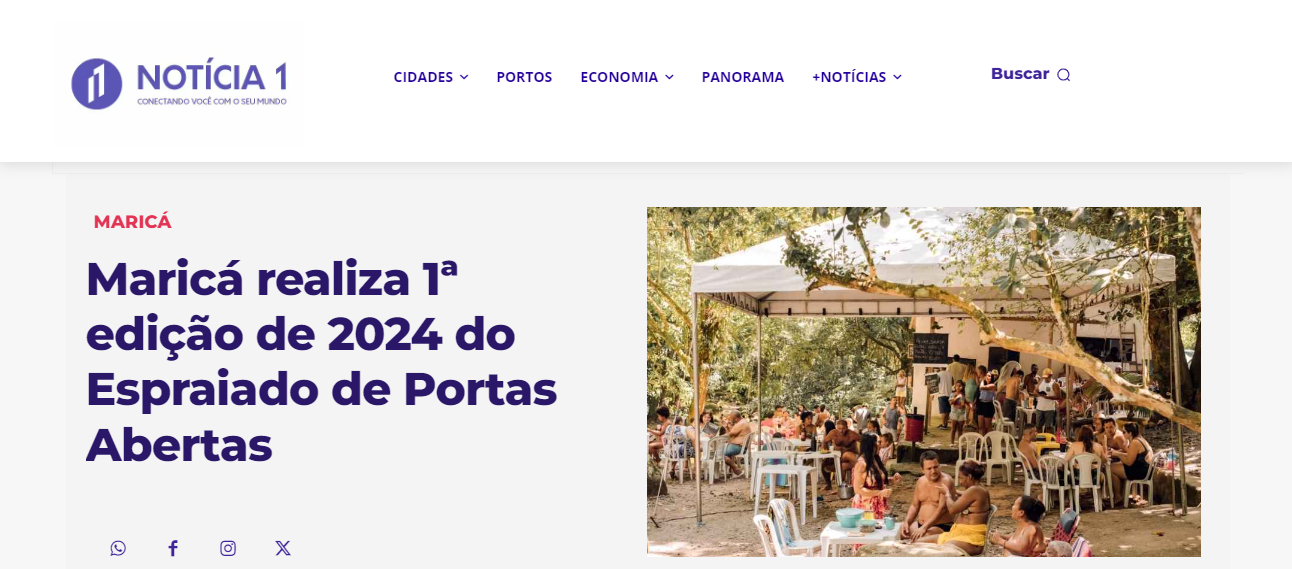 NOTÍCIA 1
CONECTANDO VOCÊ COM O SEU MUNDO
CIDADES
PORTOS
ECONOMIA
PANORAMA
+NOTÍCIAS
Buscar
MARICÁ
Maricá realiza 1ª
edição de 2024 do
Espraiado de Portas
Abertas